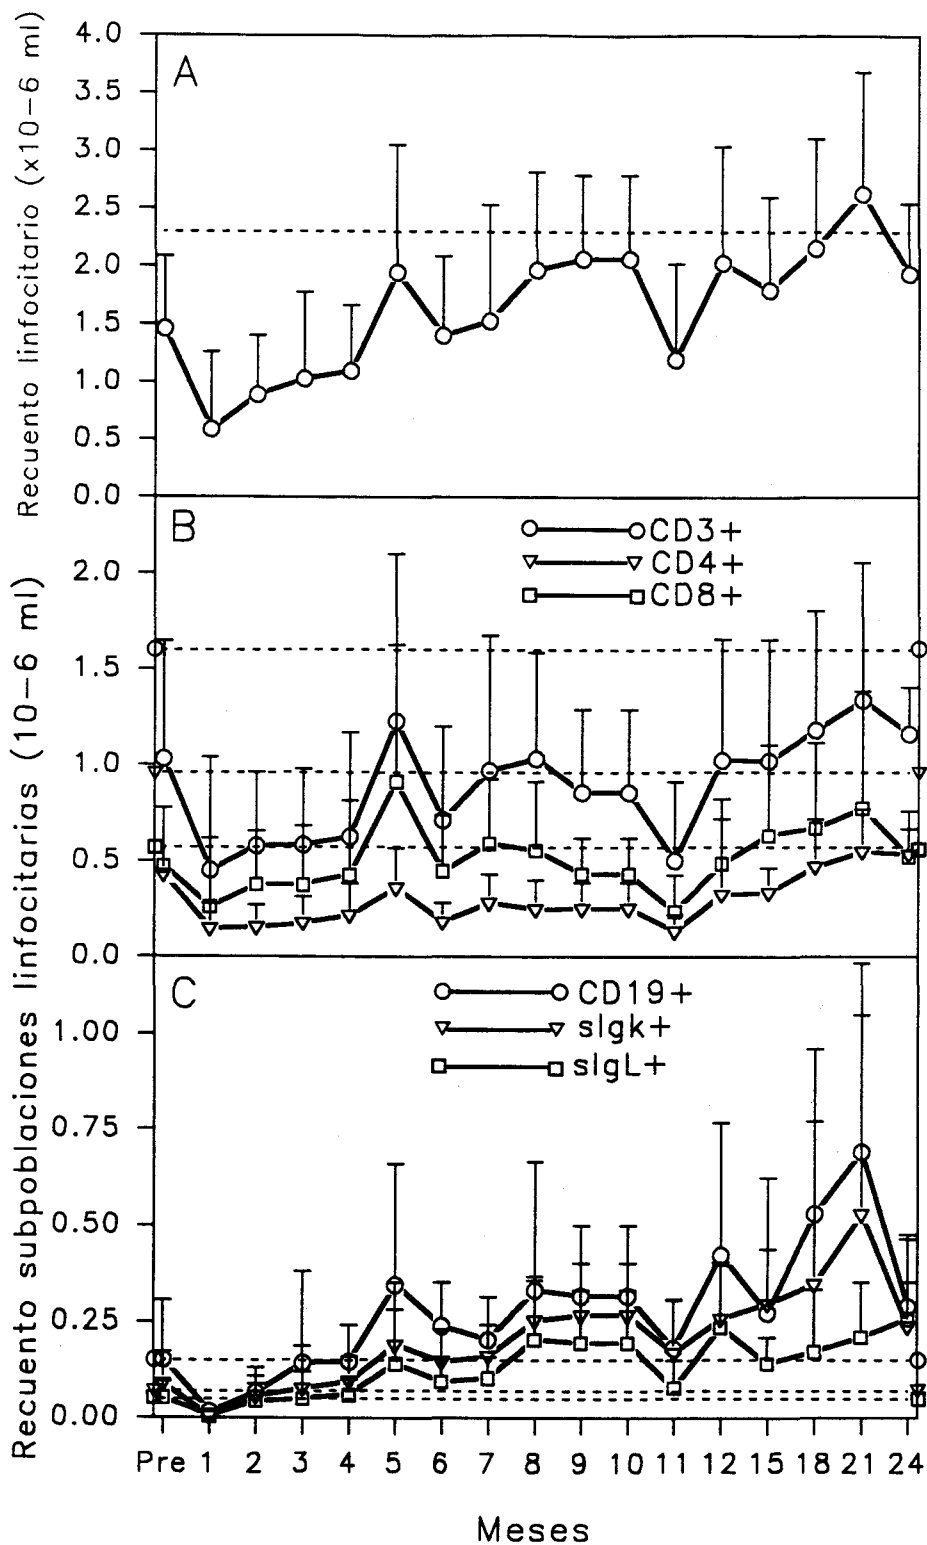 Recuento linfocitario (x10-6 ml)
A
4.0
3.5
3.0
2.5
2.0
1.5
1.0
0.5
0.0
Recuento subpoblaciones linfocitarias (10-6 ml)
B
CD3+
CD4+
CD8+
2.0
1.5
1.0
0.5
0.0
C
CD19+
sIgk+
sIgL+
1.00
0.75
0.50
0.25
0.00
Pre 1 2 3 4 5 6 7 8 9 10 11 12 15 18 21 24
Meses